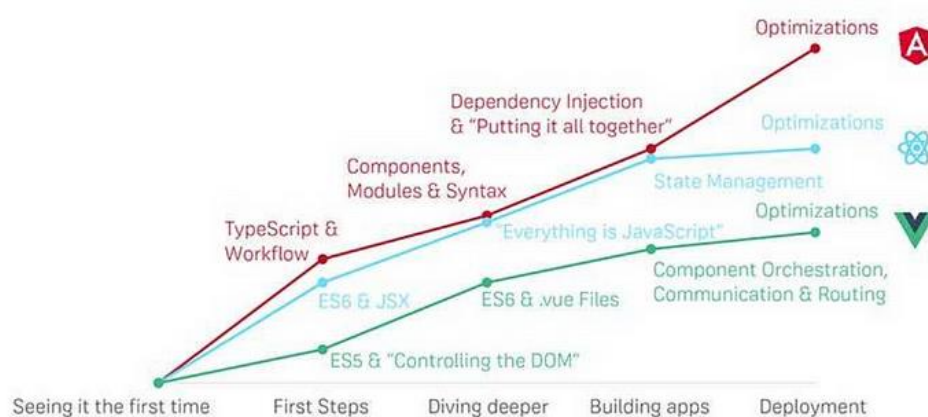 Optimizations
A
Dependency Injection
& "Putting it all together"
Optimizations
Components,
Modules & Syntax
State Management
Optimizations
TypeScript &
Workflow
"Everything is JavaScript"
Component Orchestration,
Communication & Routing
ES6 & JSX
ES6 & .vue Files
ES5 & "Controlling the DOM"
Seeing it the first time
First Steps
Diving deeper
Building apps
Deployment